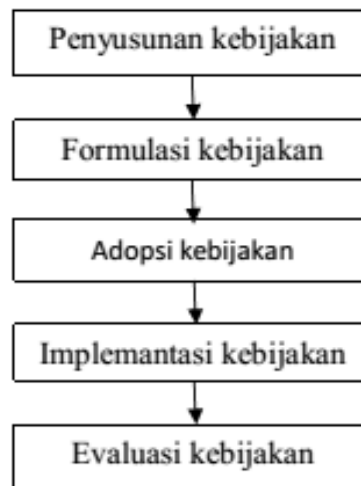 Penyusunan kebijakan
Formulasi kebijakan
Adopsi kebijakan
Implemantasi kebijakan
Evaluasi kebijakan